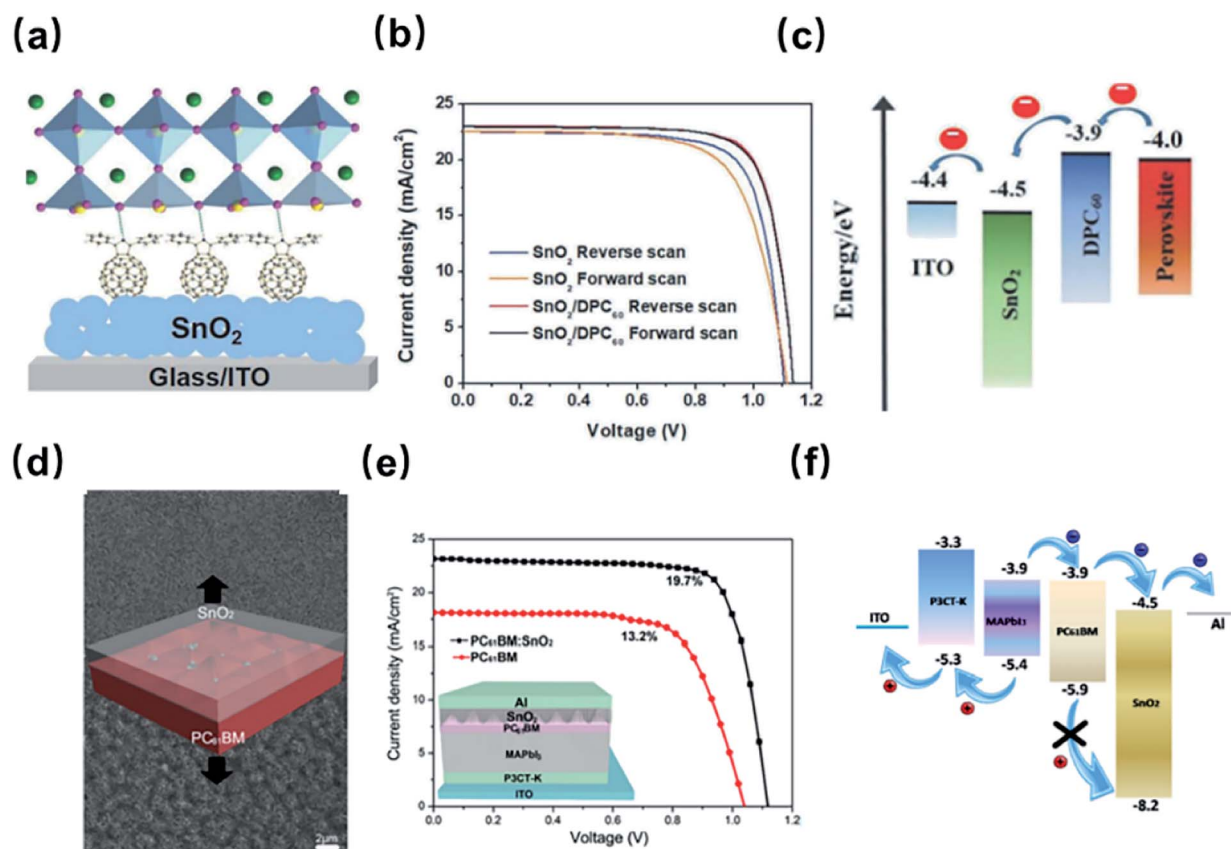 (a)
SnO₂
Glass/ITO
(b)
Current density (mA/cm²)
25
20
15
10
5
0
SnO₂ Reverse scan
SnO₂ Forward scan
SnO₂/DPC₆₀ Reverse scan
SnO₂/DPC₆₀ Forward scan
0.0 0.2 0.4 0.6 0.8 1.0 1.2
Voltage (V)
(c)
Energy/eV
-4.4
ITO
-4.5
SnO₂
-3.9
DPC₆₀
-4.0
Perovskite
(d)
SnO₂
PC₆₁BM
2μm
(e)
Current density (mA/cm²)
25
20
15
10
5
0
19.7%
13.2%
PC₆₁BM:SnO₂
PC₆₁BM
Al
SnO₂
PC₆₁BM
MAPbI₃
P3CT-K
ITO
0.0 0.2 0.4 0.6 0.8 1.0 1.2
Voltage (V)
(f)
ITO
-3.3
P3CT-K
-5.3
-3.9
MAPbI₃
-5.4
-3.9
PC₆₁BM
-5.9
-4.5
SnO₂
-8.2
Al